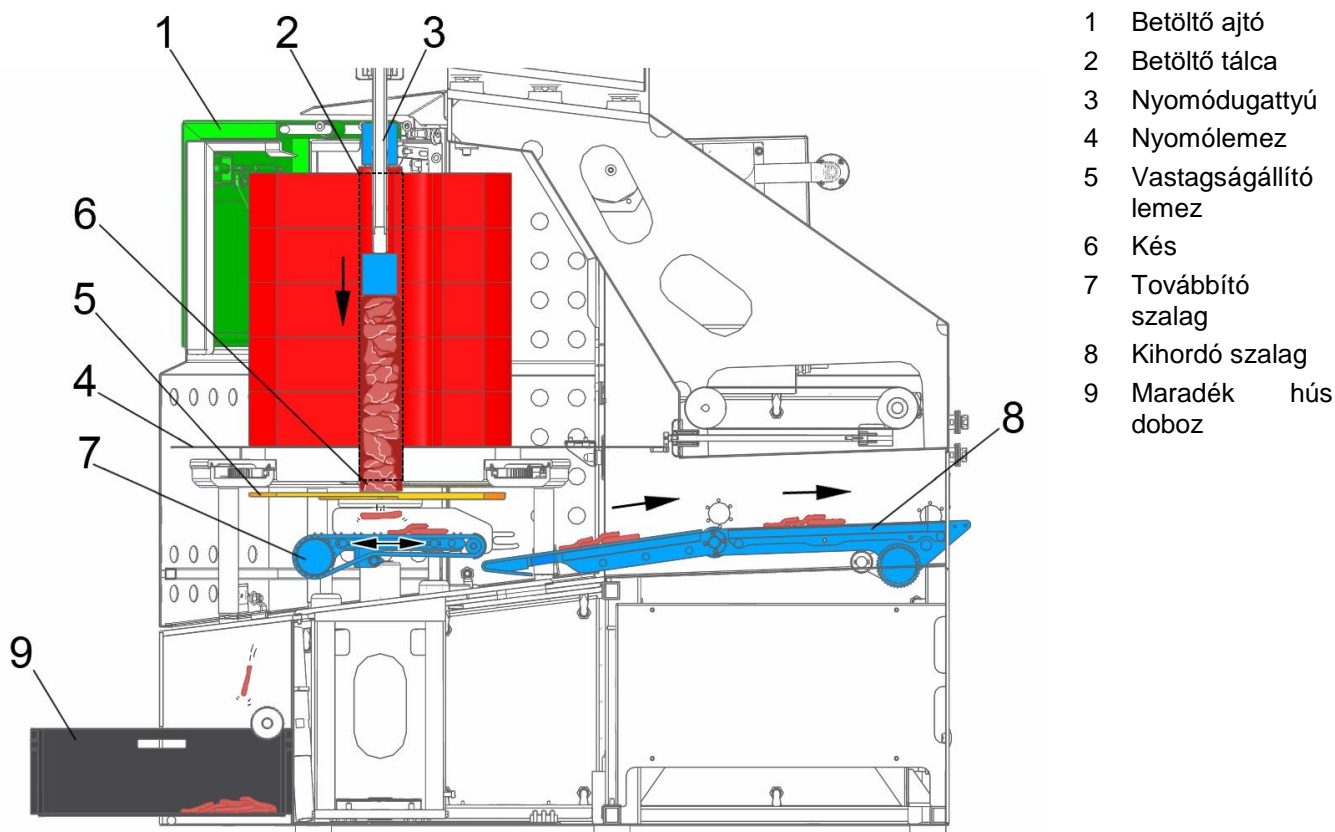 1 2 3
6
5
4
7
8
9
1 Betöltő ajtó
2 Betöltő tálca
3 Nyomódugattyú
4 Nyomólemez
5 Vastagságállító
lemez
6 Kés
7 Továbbító
szalag
8 Kihordó szalag
9 Maradék hús
doboz